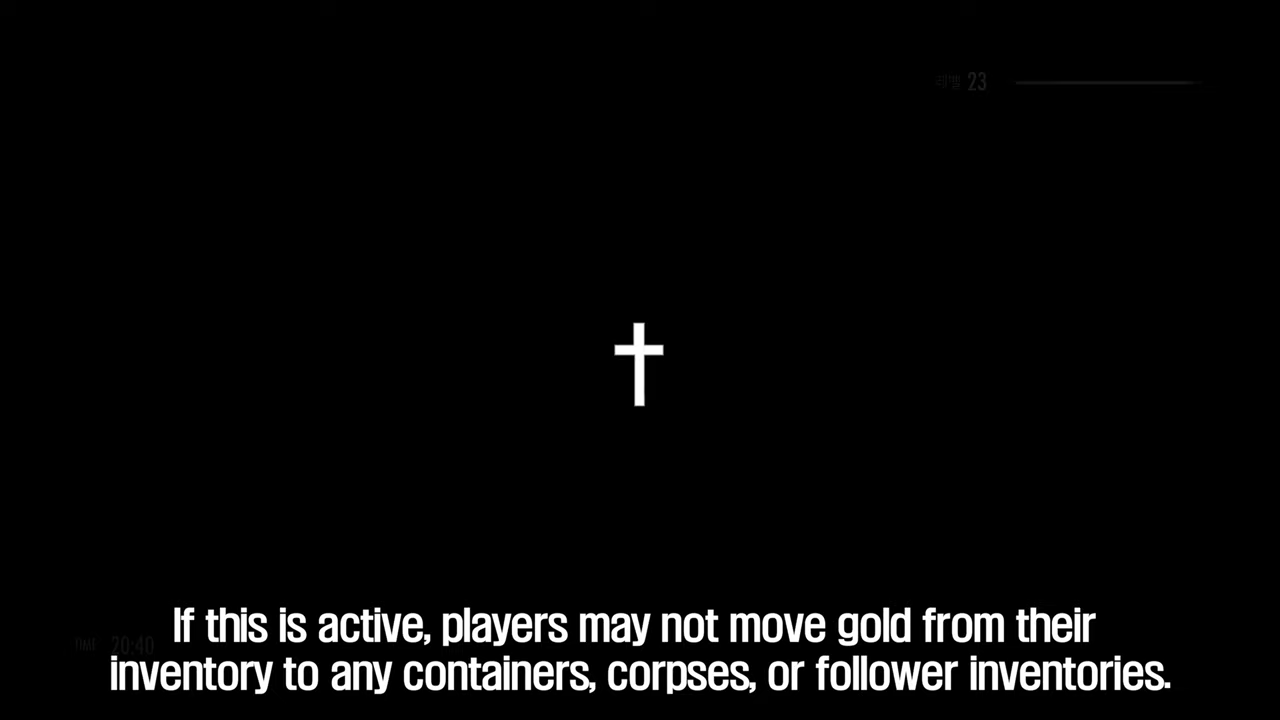 레벨 23
If this is active, players may not move gold from their
TIME 20:40
inventory to any containers, corpses, or follower inventories.